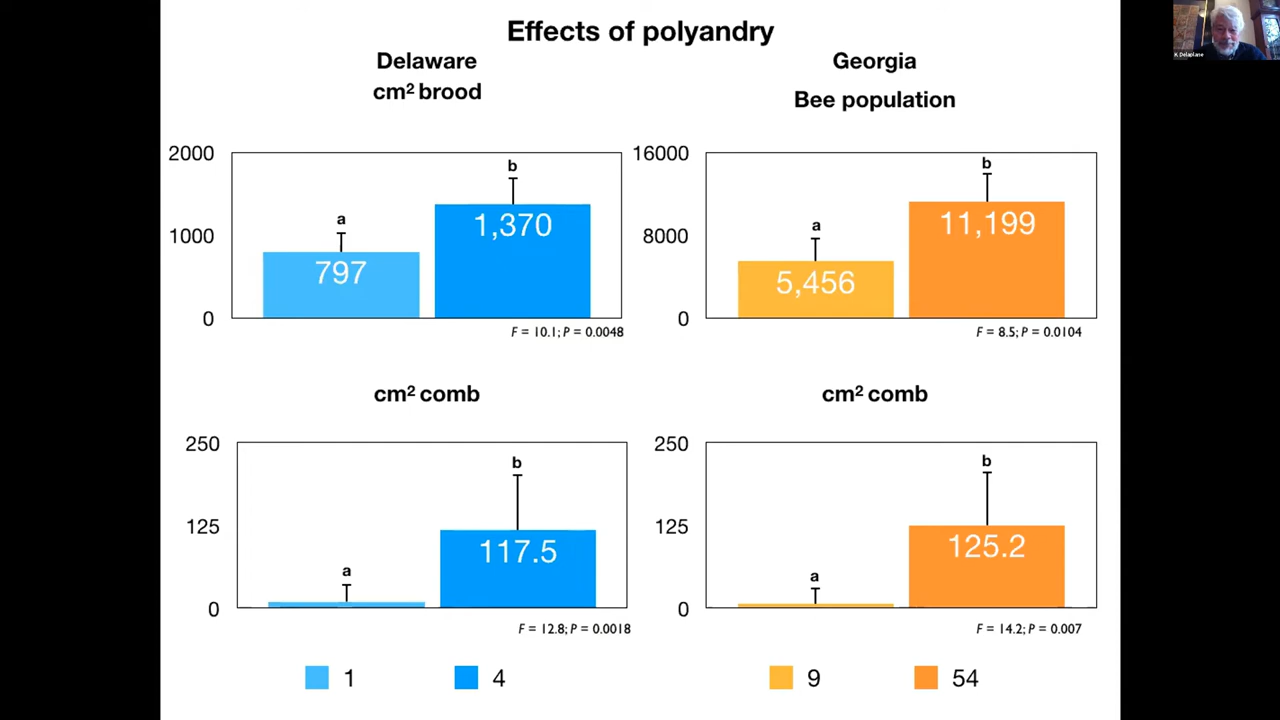 Effects of polyandry
Delaware
cm² brood
2000
1000
0
a
797
b
1,370
F = 10.1; P = 0.0048
Georgia
Bee population
16000
8000
0
a
5,456
b
11,199
F = 8.5; P = 0.0104
cm² comb
250
125
0
a
b
117.5
F = 12.8; P = 0.0018
cm² comb
250
125
0
a
b
125.2
F = 14.2; P = 0.007
1
4
9
54
K Delaplane